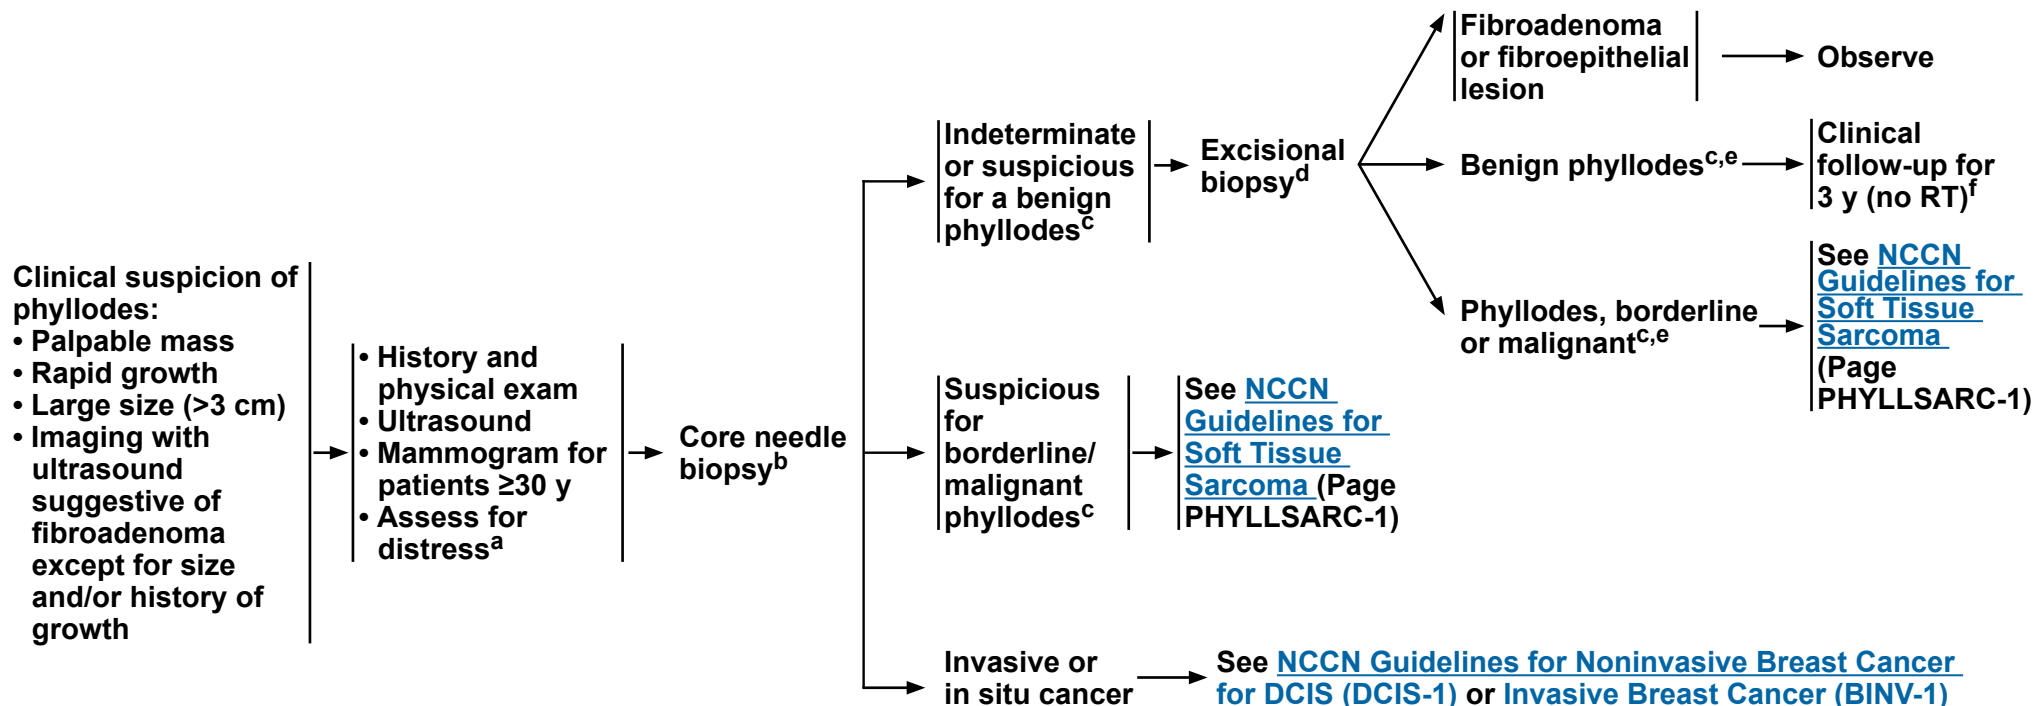 Clinical suspicion of
phyllodes:
• Palpable mass
• Rapid growth
• Large size (>3 cm)
• Imaging with
ultrasound
suggestive of
fibroadenoma
except for size
and/or history of
growth
• History and
physical exam
• Ultrasound
• Mammogram for
patients ≥30 y
• Assess for
distressa
Core needle
biopsyb
Indeterminate
or suspicious
for a benign
phyllodesc
Excisional
biopsyd
Fibroadenoma
or fibroepithelial
lesion
Observe
Benign phyllodesc,e
Clinical
follow-up for
3 y (no RT)f
Phyllodes, borderline
or malignantc,e
See NCCN
Guidelines for
Soft Tissue
Sarcoma
(Page
PHYLLSARC-1)
Suspicious
for
borderline/
malignant
phyllodesc
See NCCN
Guidelines for
Soft Tissue
Sarcoma (Page
PHYLLSARC-1)
Invasive or
in situ cancer
See NCCN Guidelines for Noninvasive Breast Cancer
for DCIS (DCIS-1) or Invasive Breast Cancer (BINV-1)